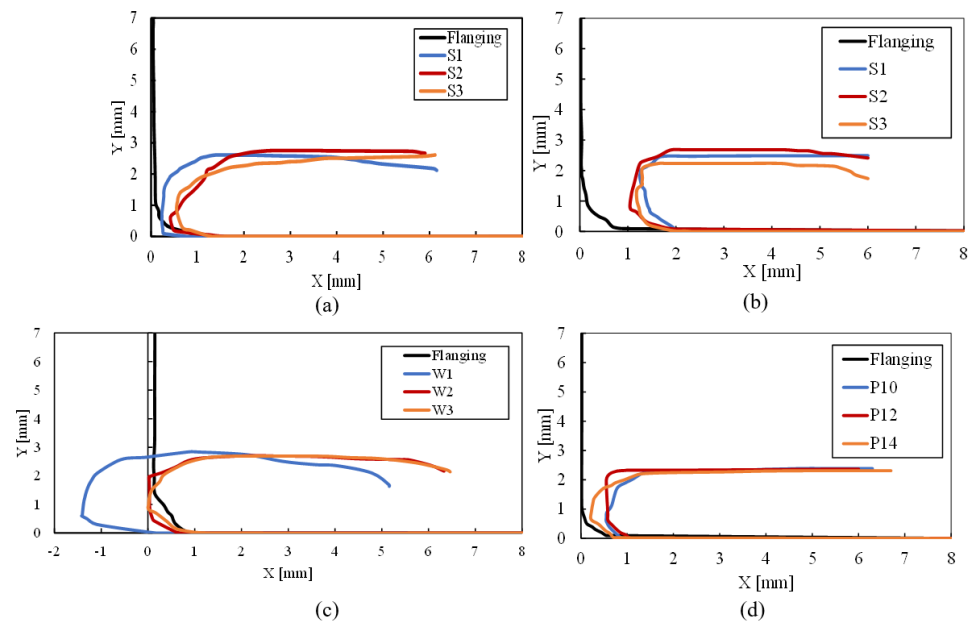 7
6
5
4
3
2
1
0
Y [mm]
Flanging
S1
S2
S3
0 1 2 3 4 5 6 7 8
X [mm]
(a)
7
6
5
4
3
2
1
0
Y [mm]
Flanging
S1
S2
S3
0 1 2 3 4 5 6 7 8
X [mm]
(b)
7
6
5
4
3
2
1
0
Y [mm]
Flanging
W1
W2
W3
-2 -1 0 1 2 3 4 5 6 7 8
X [mm]
(c)
7
6
5
4
3
2
1
0
Y [mm]
Flanging
P10
P12
P14
0 1 2 3 4 5 6 7 8
X [mm]
(d)